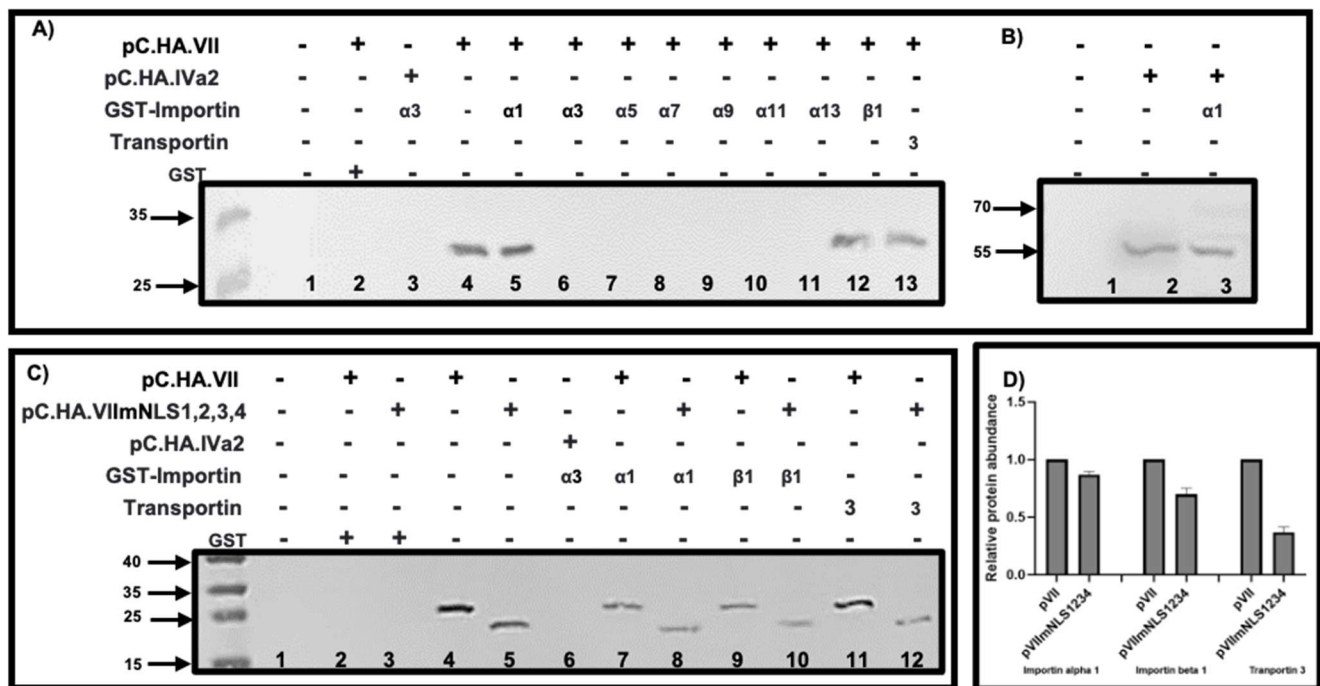 A)
pC.HA.VII - + - + + + + + + + + + +
pC.HA.IVa2 - - + - - - - - - - - - -
GST-Importin - - α3 - α1 α3 α5 α7 α9 α11 α13 β1 -
Transportin - - - - - - - - - - - - 3
GST - + - - - - - - - - - - -
35
25
1 2 3 4 5 6 7 8 9 10 11 12 13
B)
- - -
- + +
- - α1
- - -
- - -
70
55
1 2 3
C)
pC.HA.VII - + - + - - + - + - + -
pC.HA.VIImNLS1,2,3,4 - - + - + - - + - + - +
pC.HA.IVa2 - - - - - + - - - - - -
GST-Importin - - - - - α3 α1 α1 β1 β1 - -
Transportin - - - - - - - - - - 3 3
GST - + + - - - - - - - - -
40
35
25
15
1 2 3 4 5 6 7 8 9 10 11 12
D)
Relative protein abundance
1.5
1.0
0.5
0.0
pVII pVIImNLS1234 pVII pVIImNLS1234 pVII pVIImNLS1234
Importin alpha 1 Importin beta 1 Tranportin 3